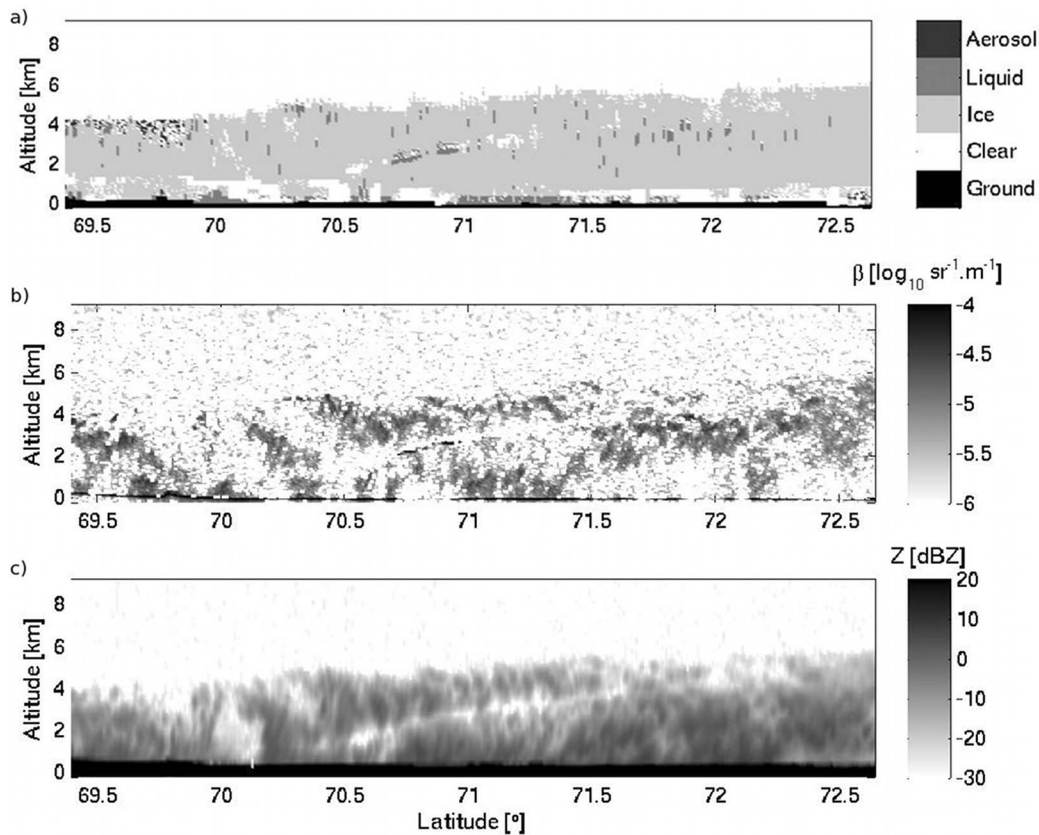 a)
Altitude [km]
8
6
4
2
0
69.5 70 70.5 71 71.5 72 72.5
Aerosol
Liquid
Ice
Clear
Ground
b)
β [log10 sr-1.m-1]
Altitude [km]
8
6
4
2
0
69.5 70 70.5 71 71.5 72 72.5
-4
-4.5
-5
-5.5
-6
c)
Z [dBZ]
Altitude [km]
8
6
4
2
0
69.5 70 70.5 71 71.5 72 72.5
Latitude [º]
20
10
0
-10
-20
-30